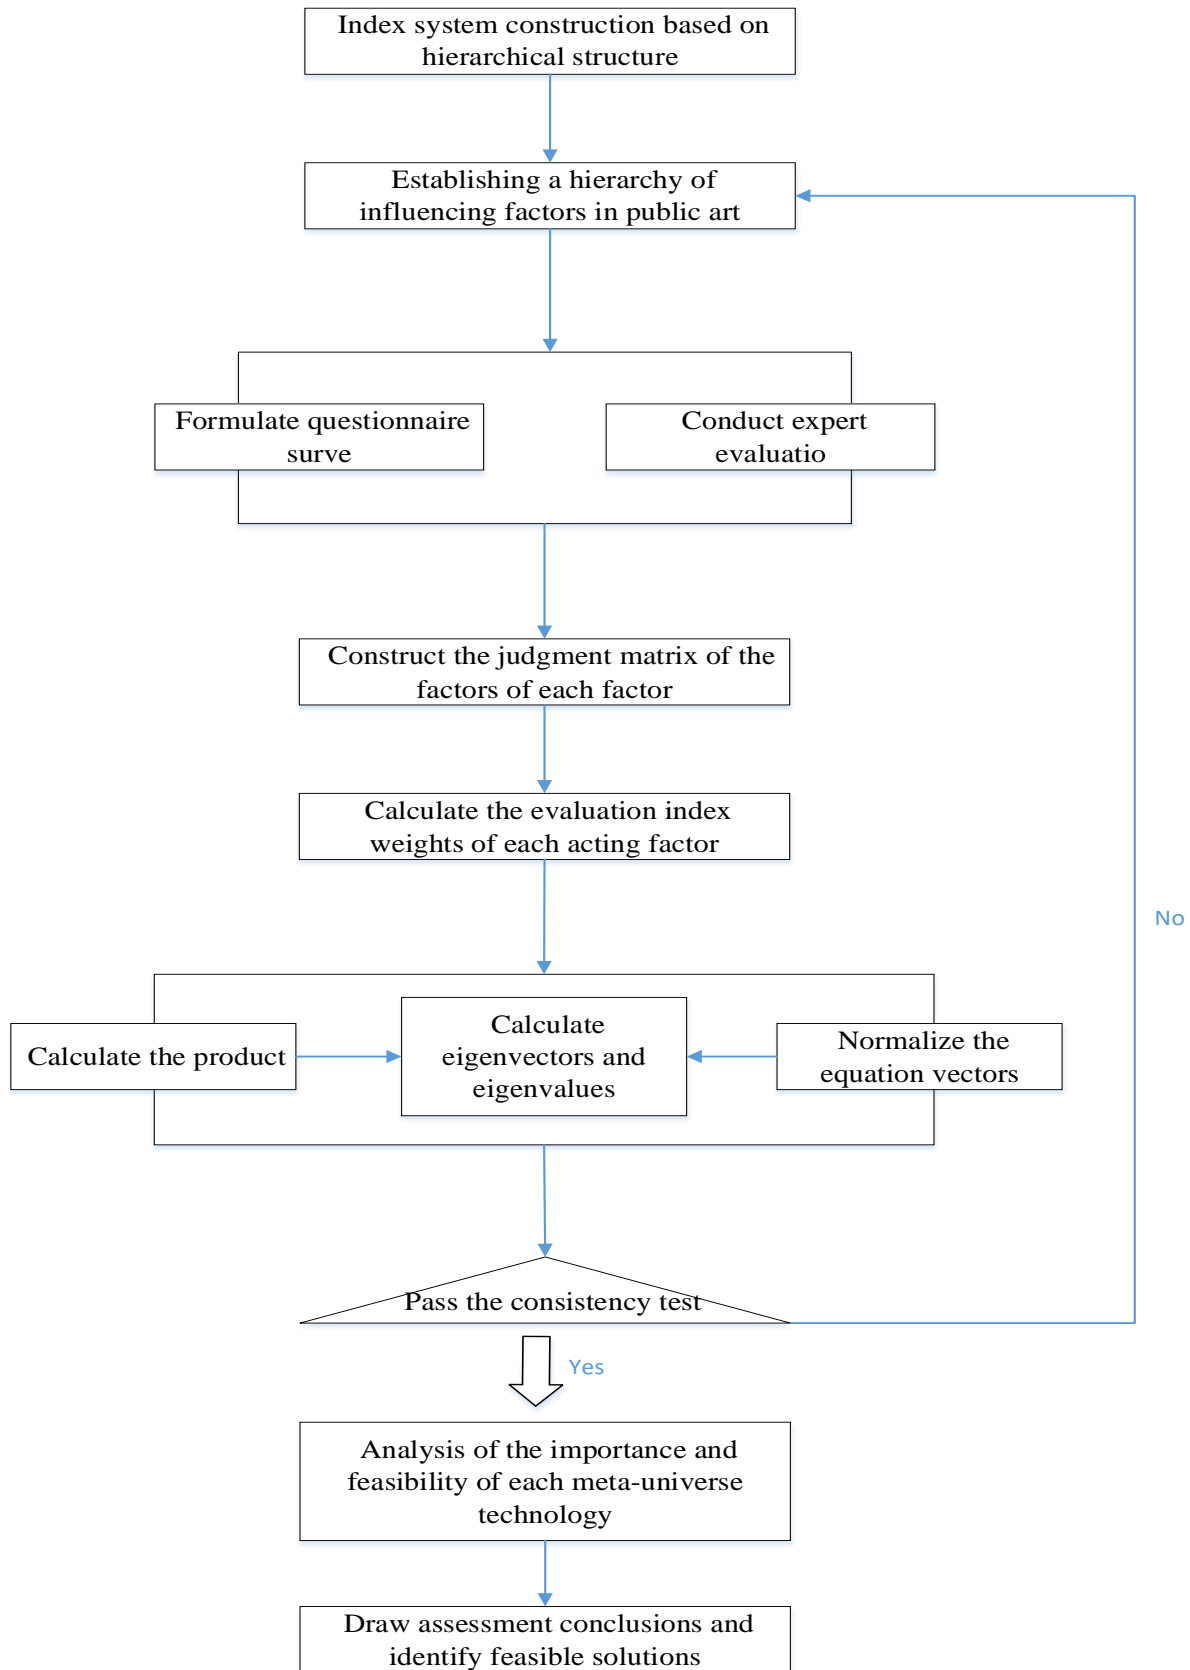 Index system construction based on
hierarchical structure
Establishing a hierarchy of
influencing factors in public art
Formulate questionnaire
surve
Conduct expert
evaluatio
Construct the judgment matrix of the
factors of each factor
Calculate the evaluation index
weights of each acting factor
No
Calculate the product
Calculate
eigenvectors and
eigenvalues
Normalize the
equation vectors
Pass the consistency test
Yes
Analysis of the importance and
feasibility of each meta-universe
technology
Draw assessment conclusions and
identify feasible solutions